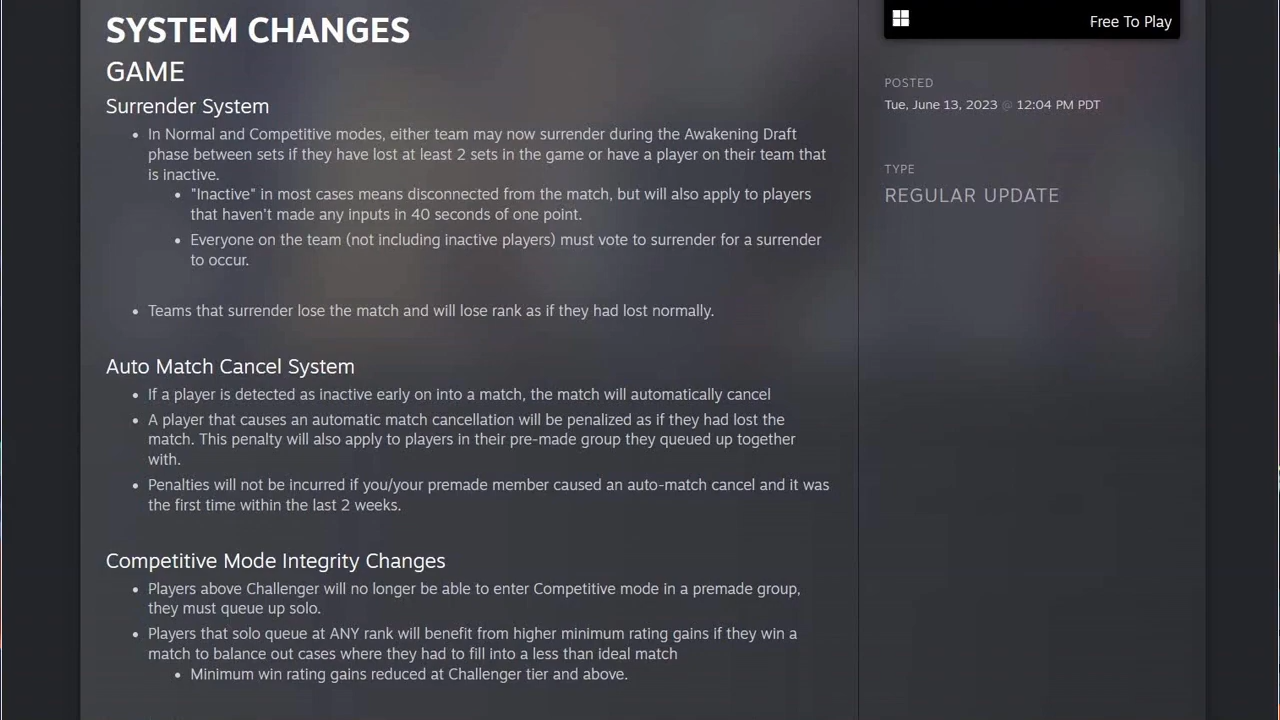 SYSTEM CHANGES
GAME
Surrender System
• In Normal and Competitive modes, either team may now surrender during the Awakening Draft
phase between sets if they have lost at least 2 sets in the game or have a player on their team that
is inactive.
• "Inactive" in most cases means disconnected from the match, but will also apply to players
that haven't made any inputs in 40 seconds of one point.
• Everyone on the team (not including inactive players) must vote to surrender for a surrender
to occur.
• Teams that surrender lose the match and will lose rank as if they had lost normally.
Auto Match Cancel System
• If a player is detected as inactive early on into a match, the match will automatically cancel
• A player that causes an automatic match cancellation will be penalized as if they had lost the
match. This penalty will also apply to players in their pre-made group they queued up together
with.
• Penalties will not be incurred if you/your premade member caused an auto-match cancel and it was
the first time within the last 2 weeks.
Competitive Mode Integrity Changes
• Players above Challenger will no longer be able to enter Competitive mode in a premade group,
they must queue up solo.
• Players that solo queue at ANY rank will benefit from higher minimum rating gains if they win a
match to balance out cases where they had to fill into a less than ideal match
• Minimum win rating gains reduced at Challenger tier and above.
Free To Play
POSTED
Tue, June 13, 2023 @ 12:04 PM PDT
TYPE
REGULAR UPDATE